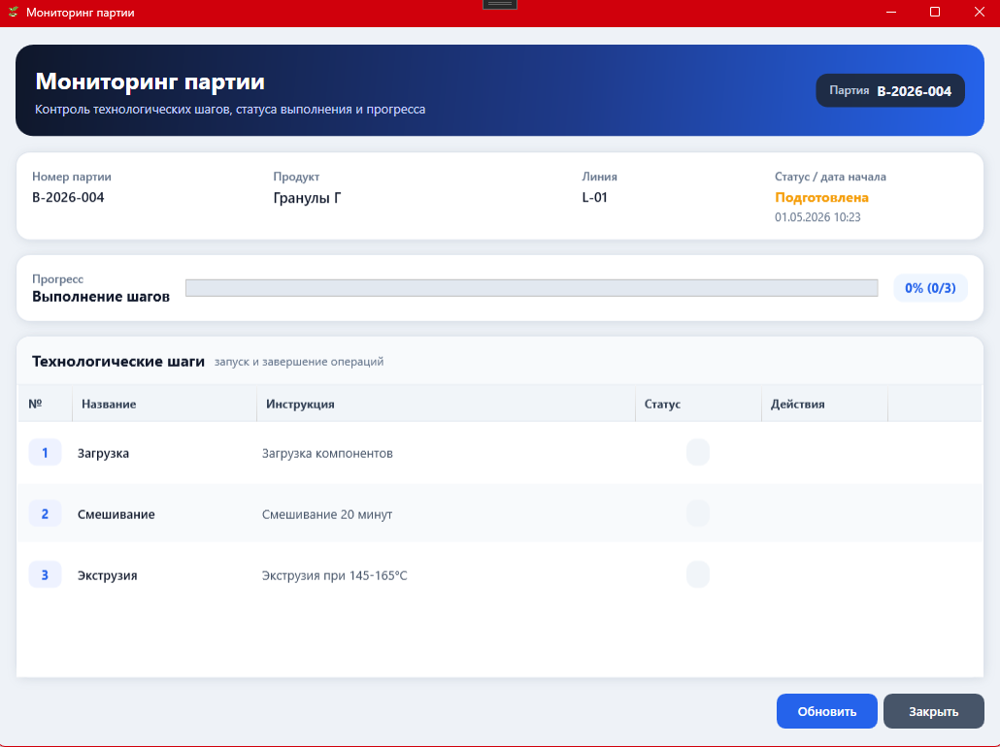 Мониторинг партии
Мониторинг партии
Контроль технологических шагов, статуса выполнения и прогресса
Партия B-2026-004
Номер партии
B-2026-004
Продукт
Гранулы Г
Линия
L-01
Статус / дата начала
Подготовлена
01.05.2026 10:23
Прогресс
Выполнение шагов
0% (0/3)
Технологические шаги запуск и завершение операций
№ Название Инструкция Статус Действия
1 Загрузка Загрузка компонентов
2 Смешивание Смешивание 20 минут
3 Экструзия Экструзия при 145-165°C
Обновить Закрыть